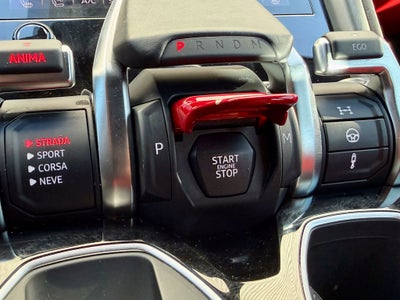 A/C
P R N D M
ANIMA
EGO
STRADA
SPORT
CORSA
NEVE
P
START
ENGINE
STOP
M